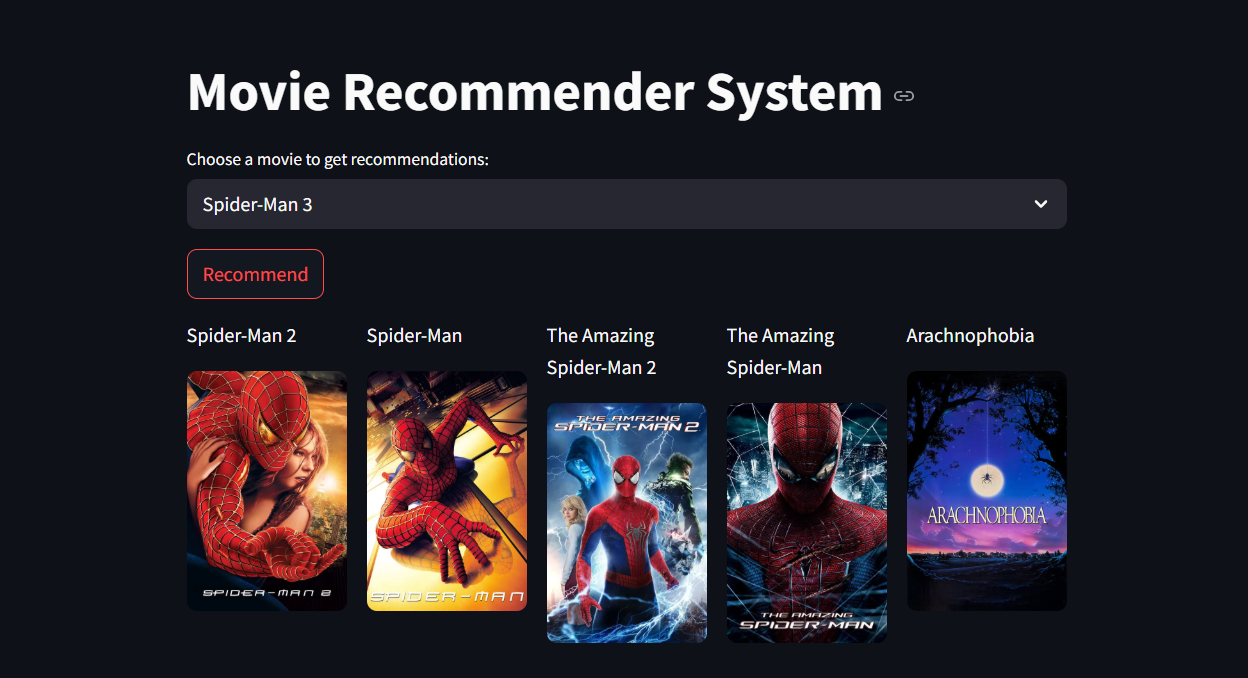 Movie Recommender System
Choose a movie to get recommendations:
Spider-Man 3
Recommend
Spider-Man 2
Spider-Man
The Amazing
Spider-Man 2
The Amazing
Spider-Man
Arachnophobia
SPIDER-MAN 2
SPIDER-MAN
THE AMAZING
SPIDER-MAN 2
THE AMAZING
SPIDER-MAN
ARACHNOPHOBIA